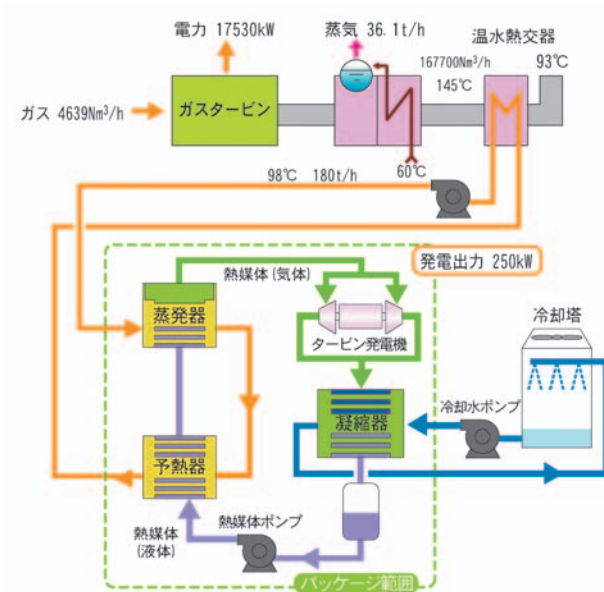 電力 17530kW
蒸気 36.1t/h
温水熱交器
167700Nm³/h
93℃
145℃
ガス 4639Nm³/h
ガスタービン
60℃
98℃ 180t/h
発電出力 250kW
熱媒体(気体)
蒸発器
タービン発電機
冷却塔
凝縮器
冷却水ポンプ
予熱器
熱媒体
(液体)
熱媒体ポンプ
パッケージ範囲